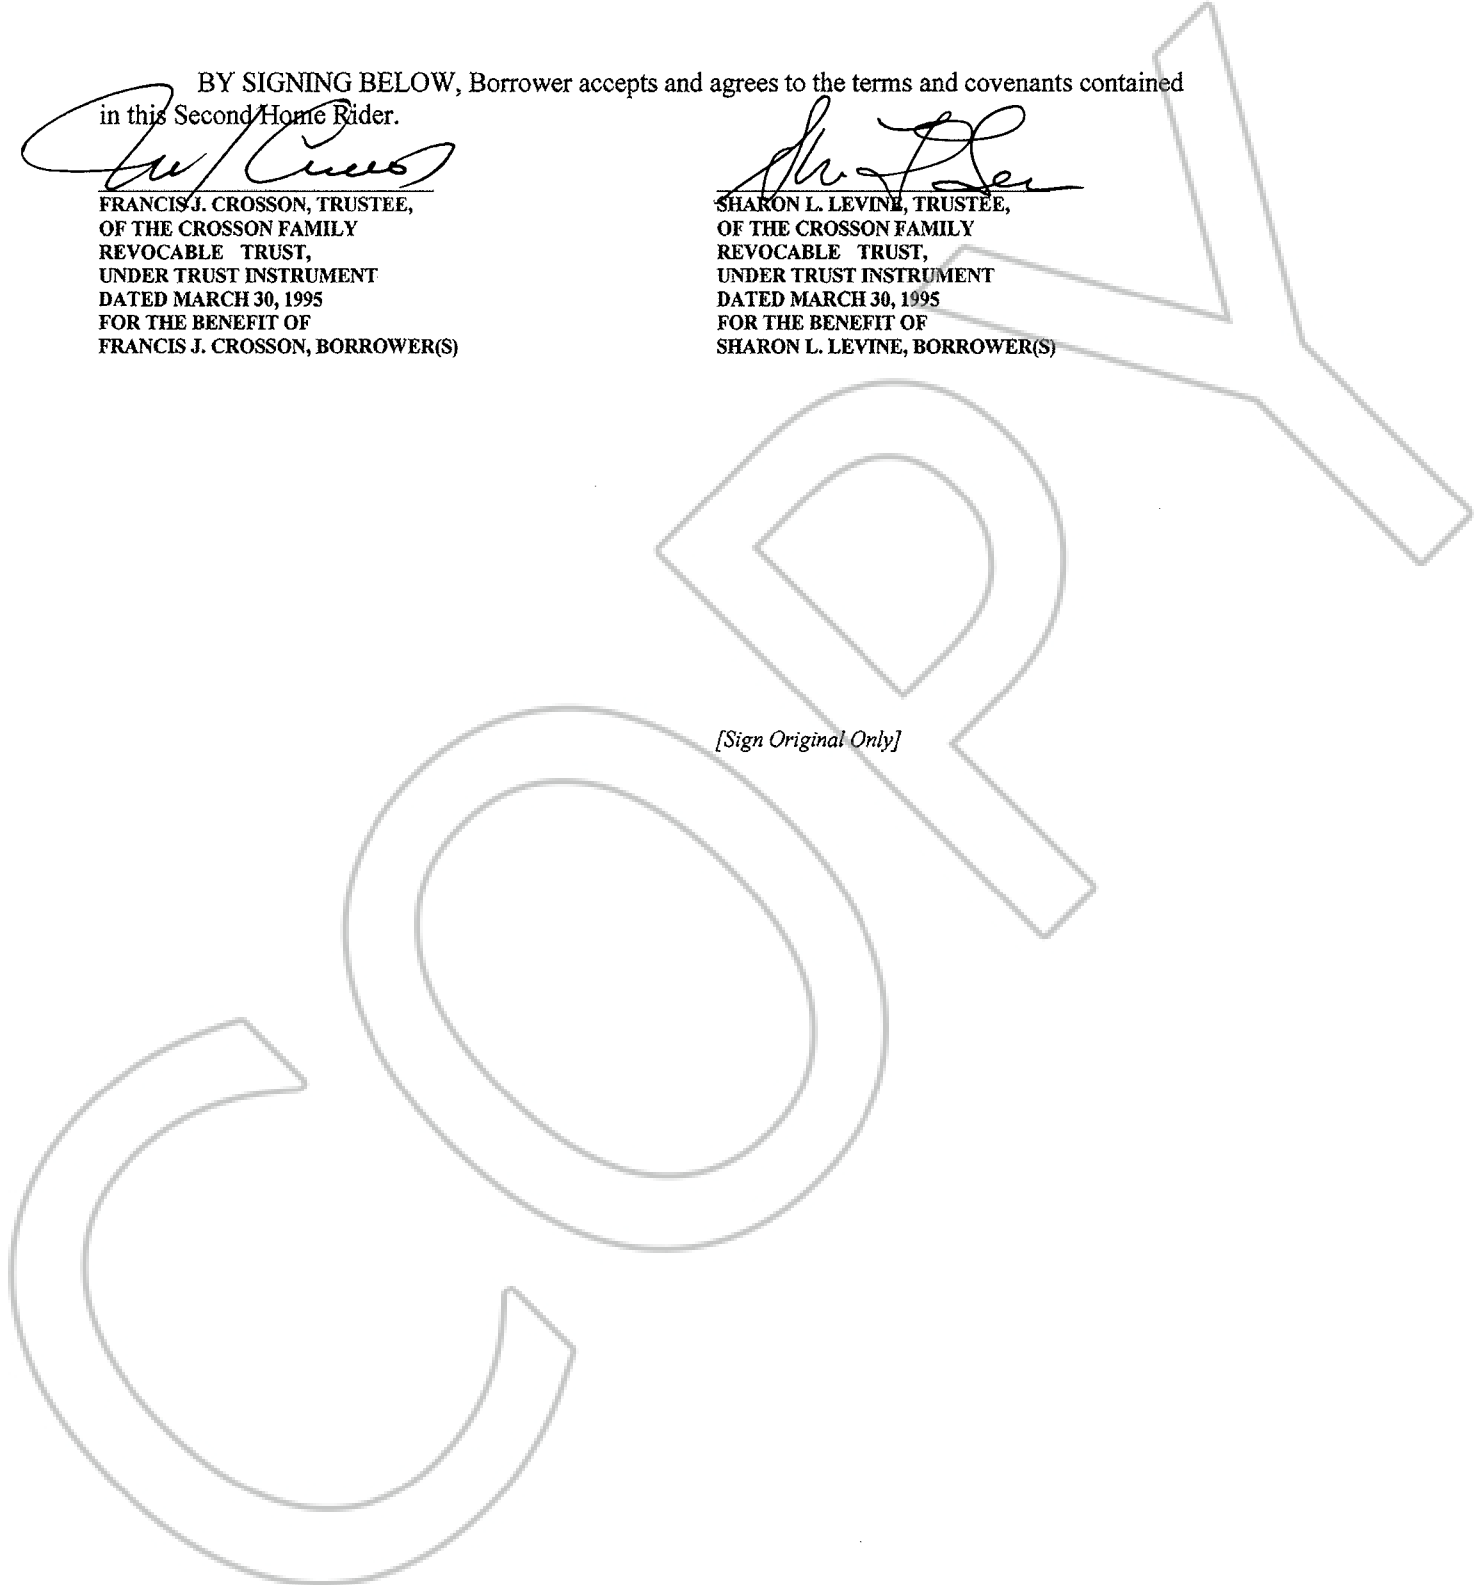 BY SIGNING BELOW, Borrower accepts and agrees to the terms and covenants contained
in this Second Home Rider.
FRANCIS J. CROSSON, TRUSTEE,
OF THE CROSSON FAMILY
REVOCABLE TRUST,
UNDER TRUST INSTRUMENT
DATED MARCH 30, 1995
FOR THE BENEFIT OF
FRANCIS J. CROSSON, BORROWER(S)
SHARON L. LEVINE, TRUSTEE,
OF THE CROSSON FAMILY
REVOCABLE TRUST,
UNDER TRUST INSTRUMENT
DATED MARCH 30, 1995
FOR THE BENEFIT OF
SHARON L. LEVINE, BORROWER(S)
[Sign Original Only]
COPY